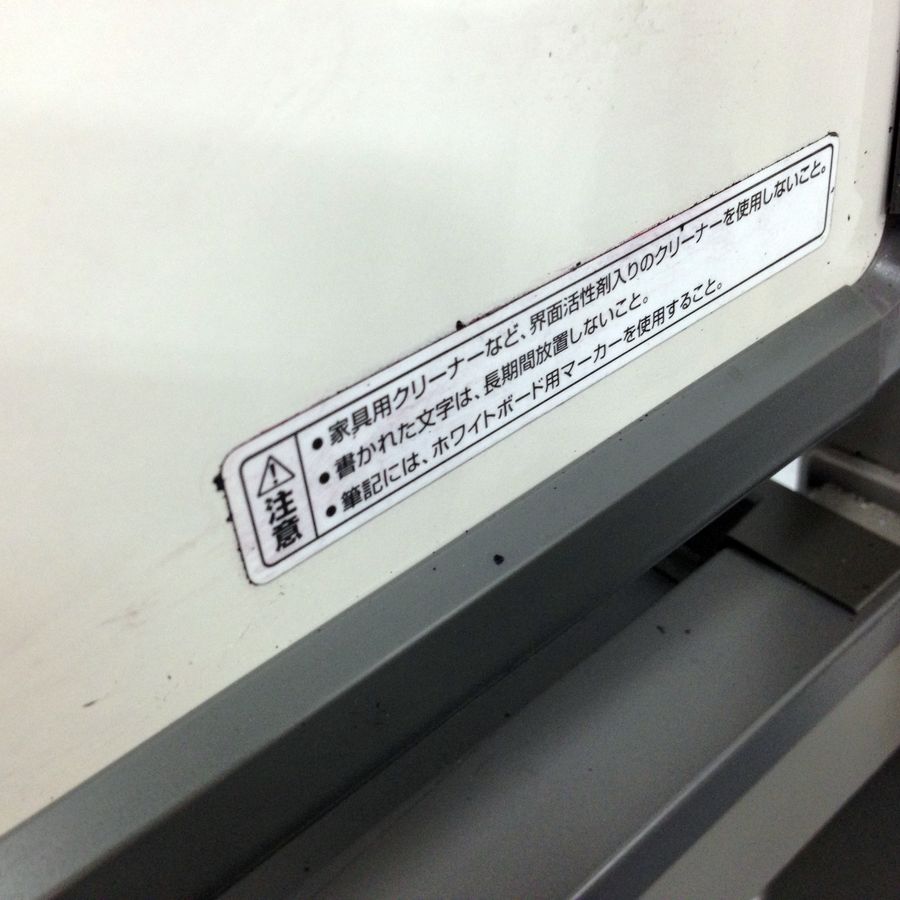 ⚠注意
●家具用クリーナーなど、界面活性剤入りのクリーナーを使用しないこと。
●書かれた文字は、長期間放置しないこと。
●筆記には、ホワイトボード用マーカーを使用すること。